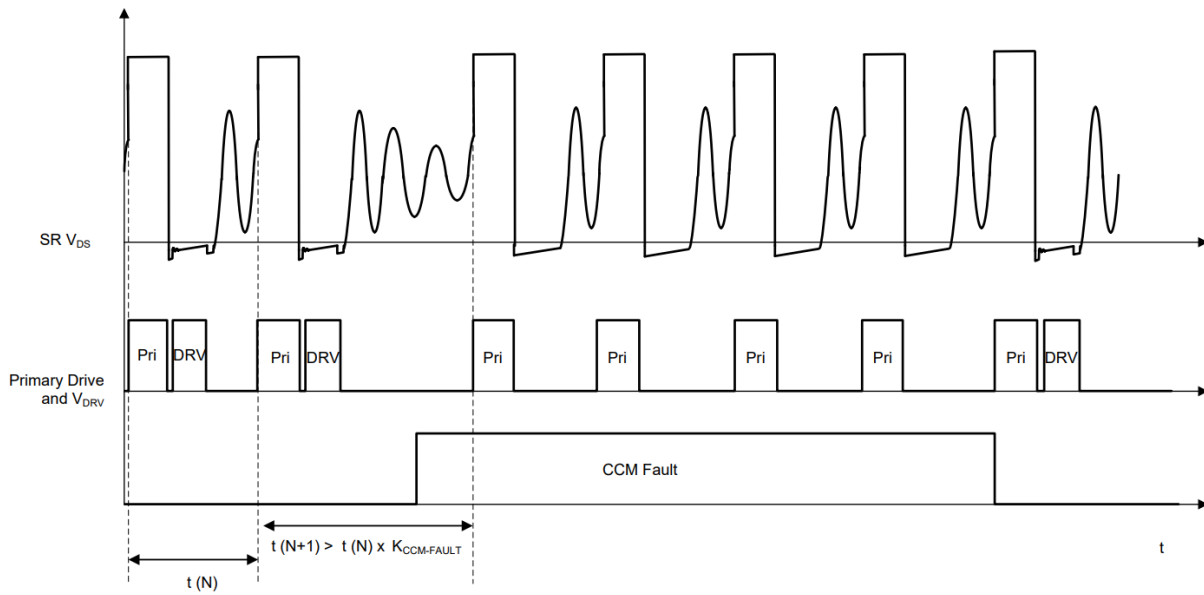 SR VDS
Pri
DRV
Pri
DRV
Pri
Pri
Pri
Pri
Pri
DRV
Primary Drive
and VDRV
CCM Fault
t (N+1) > t (N) x KCCM-FAULT
t
t (N)